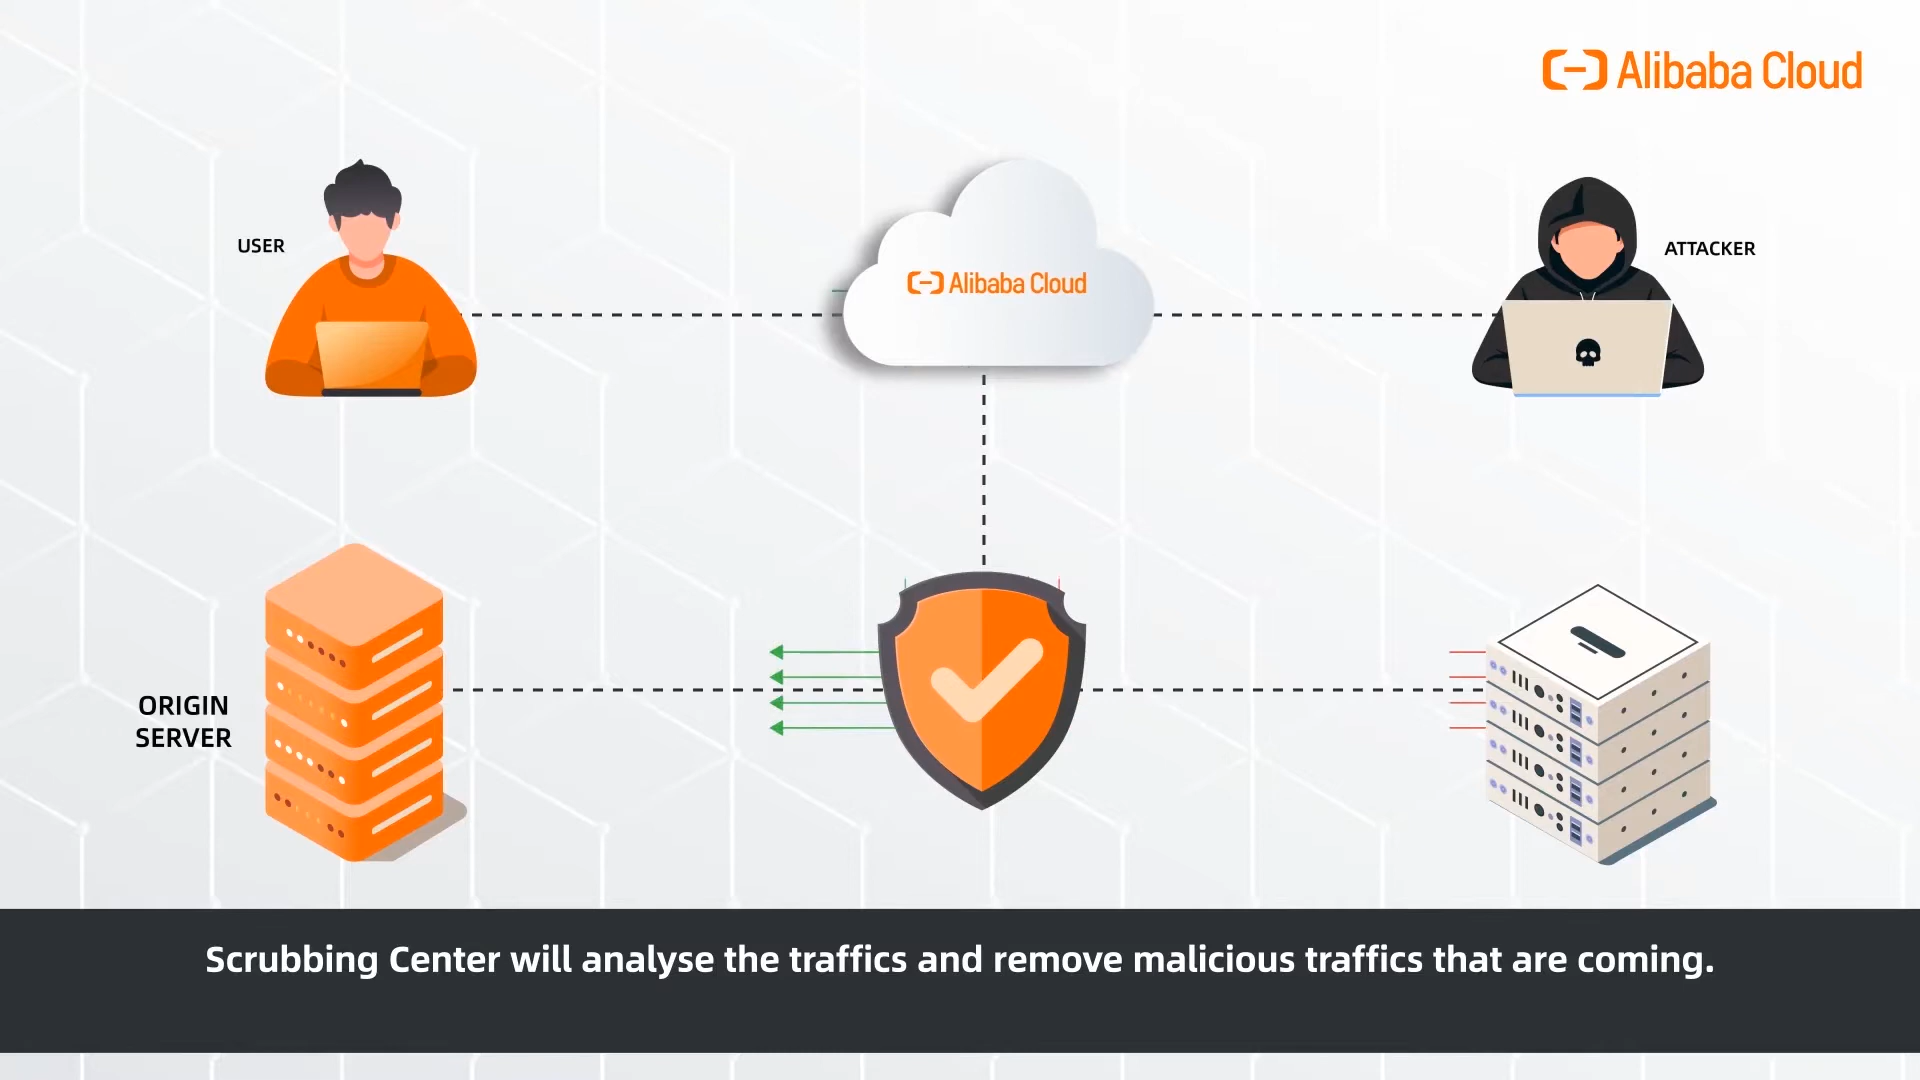 Alibaba Cloud
USER
Alibaba Cloud
ATTACKER
ORIGIN
SERVER
Scrubbing Center will analyse the traffics and remove malicious traffics that are coming.